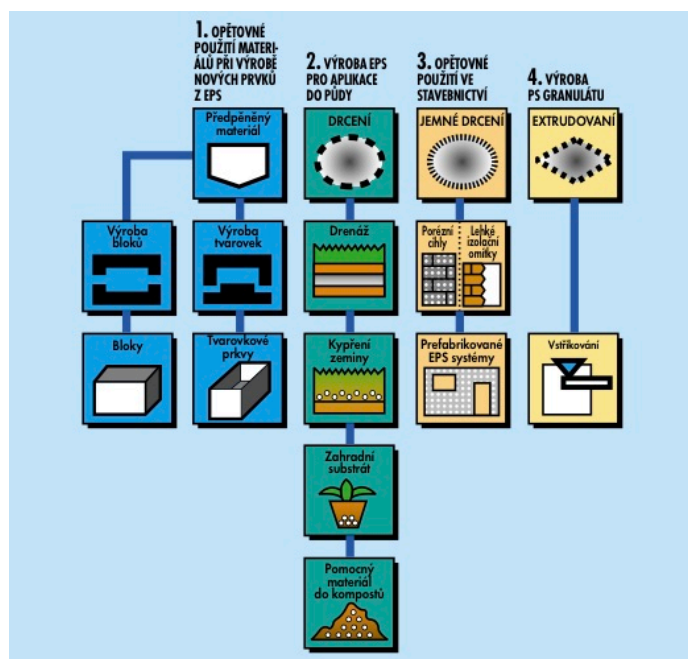 1. OPĚTOVNÉ
POUŽITÍ MATERI-
ÁLŮ PŘI VÝROBĚ
NOVÝCH PRVKŮ
Z EPS
2. VÝROBA EPS
PRO APLIKACE
DO PŮDY
3. OPĚTOVNÉ
POUŽITÍ VE
STAVEBNICTVÍ
4. VÝROBA
PS GRANULÁTU
Předpěněný
materiál
DRCENÍ
JEMNÉ DRCENÍ
EXTRUDOVANÍ
Výroba
bloků
Výroba
tvarovek
Drenáž
Porézní
cihly
Lehké
izolační
omítky
Bloky
Tvarovkové
prkvy
Kypření
zeminy
Prefabrikované
EPS systémy
Vstřikování
Zahradní
substrát
Pomocný
materiál
do kompostů